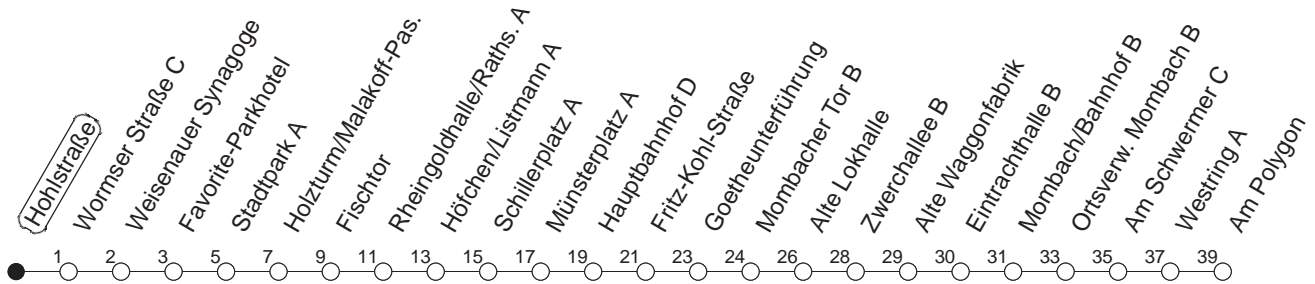 Hohlstraße
Wormser Straße C
Weisenauer Synagoge
Favorite-Parkhotel
Stadtpark A
Holzturm/Malakoff-Pas.
Fischtor
Rheingoldhalle/Raths. A
Höfchen/Listmann A
Schillerplatz A
Münsterplatz A
Hauptbahnhof D
Fritz-Kohl-Straße
Goetheunterführung
Mombacher Tor B
Alte Lokhalle
Zwerchallee B
Alte Waggonfabrik
Eintrachthalle B
Mombach/Bahnhof B
Ortsverw. Mombach B
Am Schwermer C
Westring A
Am Polygon
1 2 3 5 7 9 11 13 15 17 19 21 23 24 26 28 29 30 31 33 35 37 39